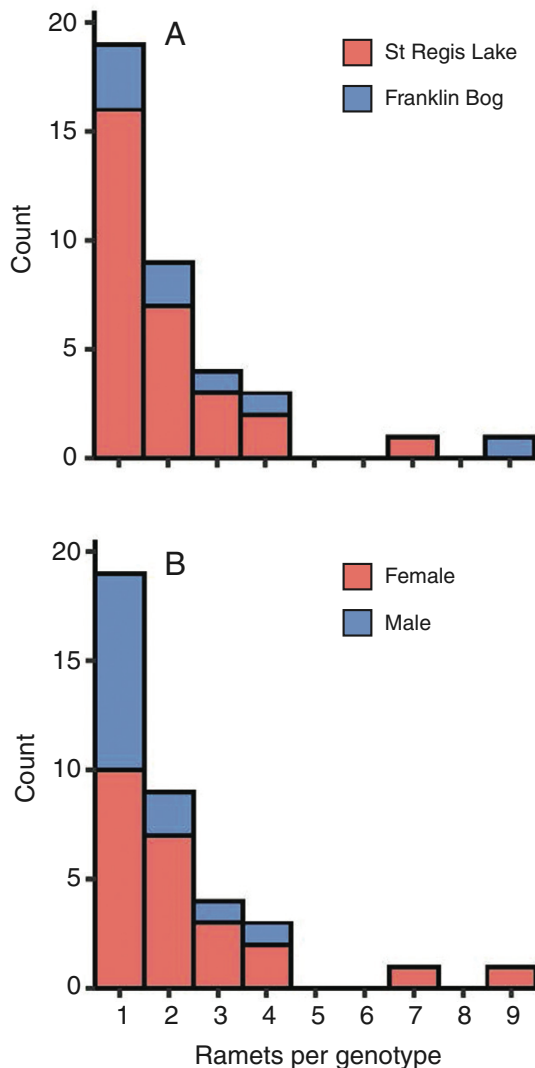 A
St Regis Lake
Franklin Bog
20
15
10
5
0
Count
B
Female
Male
20
15
10
5
0
Count
1 2 3 4 5 6 7 8 9
Ramets per genotype